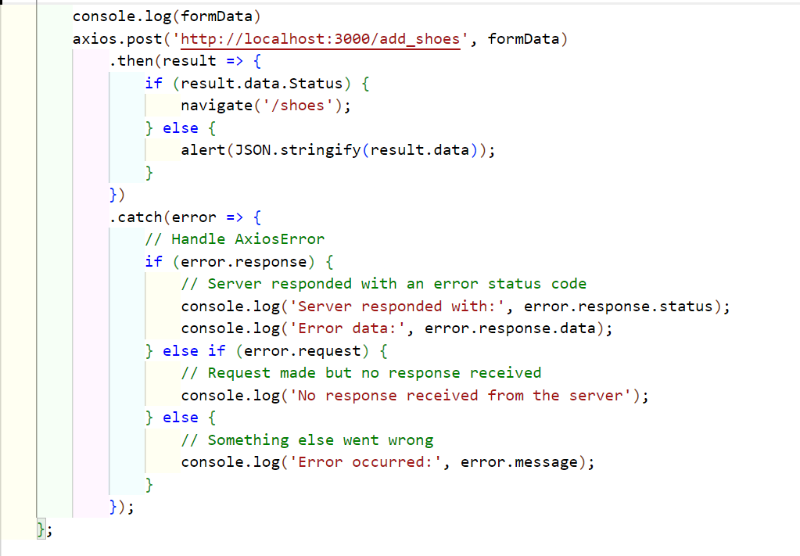 console.log(formData)
axios.post('http://localhost:3000/add_shoes', formData)
.then(result => {
if (result.data.Status) {
navigate('/shoes');
} else {
alert(JSON.stringify(result.data));
}
})
.catch(error => {
// Handle AxiosError
if (error.response) {
// Server responded with an error status code
console.log('Server responded with:', error.response.status);
console.log('Error data:', error.response.data);
} else if (error.request) {
// Request made but no response received
console.log('No response received from the server');
} else {
// Something else went wrong
console.log('Error occurred:', error.message);
}
});
};